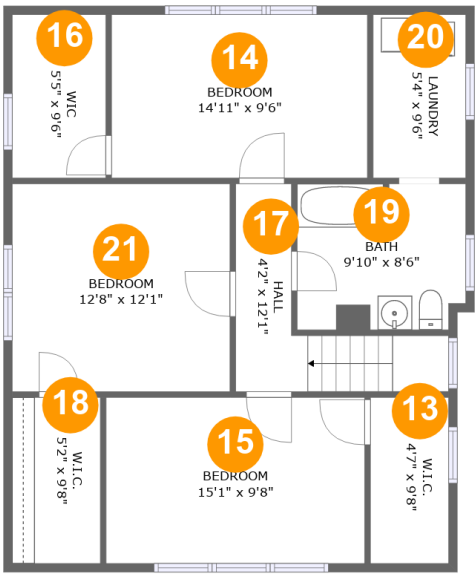 16
WIC
5'5" x 9'6"
14
BEDROOM
14'11" x 9'6"
20
LAUNDRY
5'4" x 9'6"
21
BEDROOM
12'8" x 12'1"
17
HALL
4'2" x 12'1"
19
BATH
9'10" x 8'6"
18
W.I.C.
5'2" x 9'8"
15
BEDROOM
15'1" x 9'8"
13
W.I.C.
4'7" x 9'8"